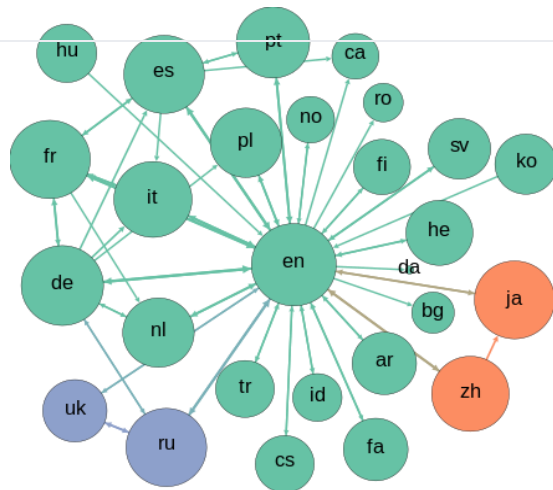 pt
hu
ca
es
ro
no
pl
sv
fr
fi
ko
it
he
en
da
de
ja
bg
nl
ar
tr
id
zh
uk
ru
fa
cs